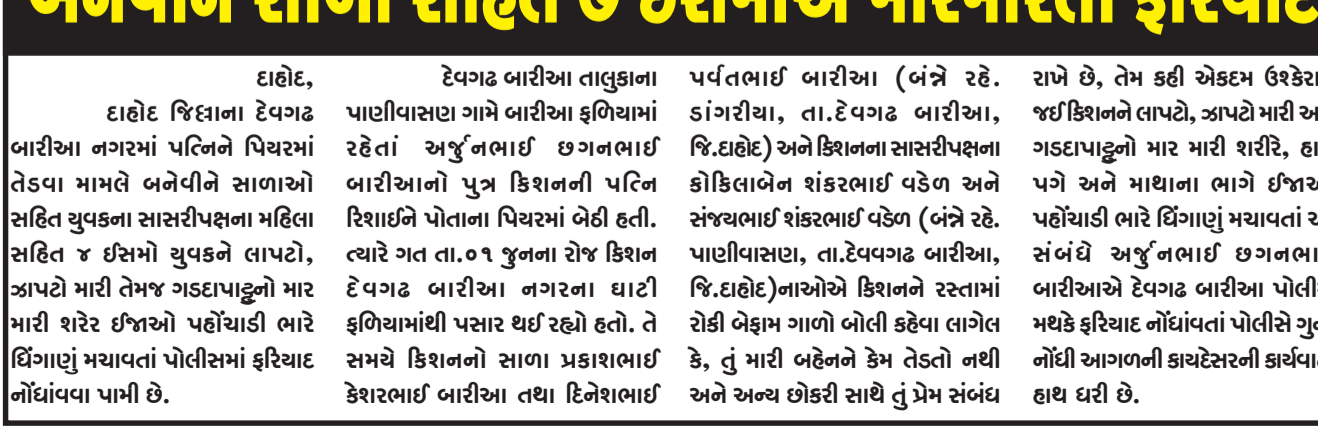 સહિત ૭ ઈસમોએ
દાહોદ,
દાહોદ જિલ્લાના દેવગઢ
બારીઆ નગરમાં પત્નિને પિયરમાં
તેડવા મામલે બનેવીને સાળાઓ
સહિત યુવકના સાસરીપક્ષના મહિલા
સહિત ૪ ઈસમો યુવકને લાપટો,
ઝાપટો મારી તેમજ ગડદાપાટ્ટુનો માર
મારી શરેર ઈજાઓ પહોંચાડી ભારે
ધિંગાણું મચાવતાં પોલીસમાં ફરિયાદ
નોંધાંવવા પામી છે.
દેવગઢ બારીઆ તાલુકાના
પાણીવાસણ ગામે બારીઆ ફળિયામાં
રહેતાં અર્જુનભાઈ છગનભાઈ
બારીઆનો પુત્ર કિશનની પત્નિ
રિશાઈને પોતાના પિયરમાં બેઠી હતી.
ત્યારે ગત તા.૦૧ જુનના રોજ કિશન
દેવગઢ બારીઆ નગરના ઘાટી
ફળિયામાંથી પસાર થઈ રહ્યો હતો. તે
સમયે કિશનનો સાળા પ્રકાશભાઈ
કેશરભાઈ બારીઆ તથા દિનેશભાઈ
પર્વતભાઈ બારીઆ (બંન્ને રહે.
ડાંગરીયા, તા.દેવગઢ બારીઆ,
જિ.દાહોદ) અને કિશનના સાસરીપક્ષના
કોકિલાબેન શંકરભાઈ વડેળ અને
સંજયભાઈ શંકરભાઈ વડેળ (બંન્ને રહે.
પાણીવાસણ, તા.દેવવગઢ બારીઆ,
જિ.દાહોદ)નાઓએ કિશનને રસ્તામાં
રોકી બેફામ ગાળો બોલી કહેવા લાગેલ
કે, તું મારી બહેનને કેમ તેડતો નથી
અને અન્ય છોકરી સાથે તું પ્રેમ સંબંધ
રાખે છે, તેમ કહી એકદમ
જઈ કિશનને લાપટો, ઝાપટો મારી
ગડદાપાટ્ટુનો માર મારી શરીરે,
પગે અને માથાના ભાગે
પહોંચાડી ભારે ધિંગાણું મચાવતાં
સંબંધે અર્જુનભાઈ
બારીઆએ દેવગઢ બારીઆ
મથકે ફરિયાદ નોંધાંવતાં પોલીસે
નોંધી આગળની કાયદેસરની
હાથ ધરી છે.